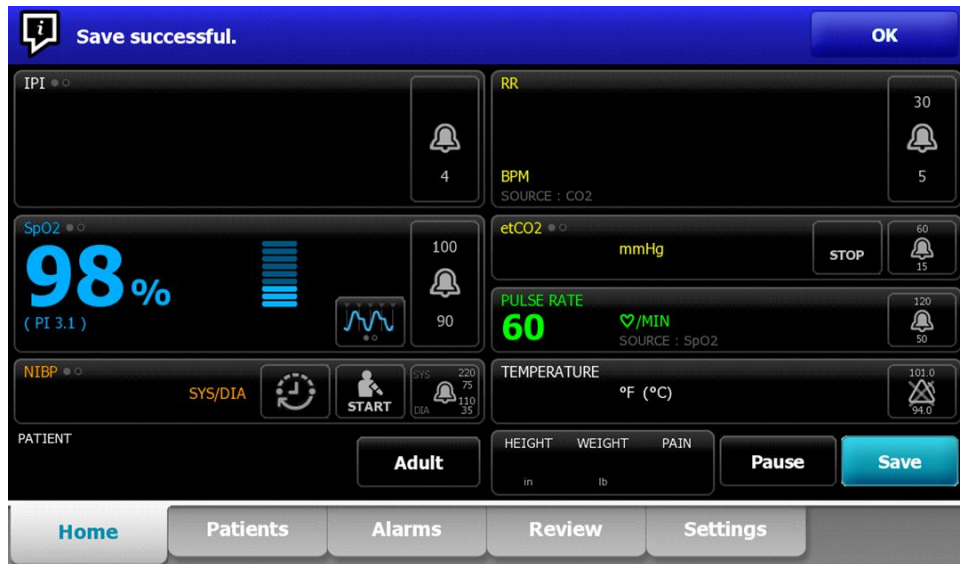 Save successful.
OK
IPI
4
RR
30
BPM
5
SOURCE : CO2
SpO2
100
98%
90
( PI 3.1 )
etCO2
mmHg
STOP
60
15
PULSE RATE
60
♡/MIN
SOURCE : SpO2
120
50
NIBP
SYS/DIA
START
SYS 220
75
110
DIA 35
TEMPERATURE
°F (°C)
101.0
94.0
PATIENT
Adult
HEIGHT WEIGHT PAIN
in lb
Pause
Save
Home Patients Alarms Review Settings